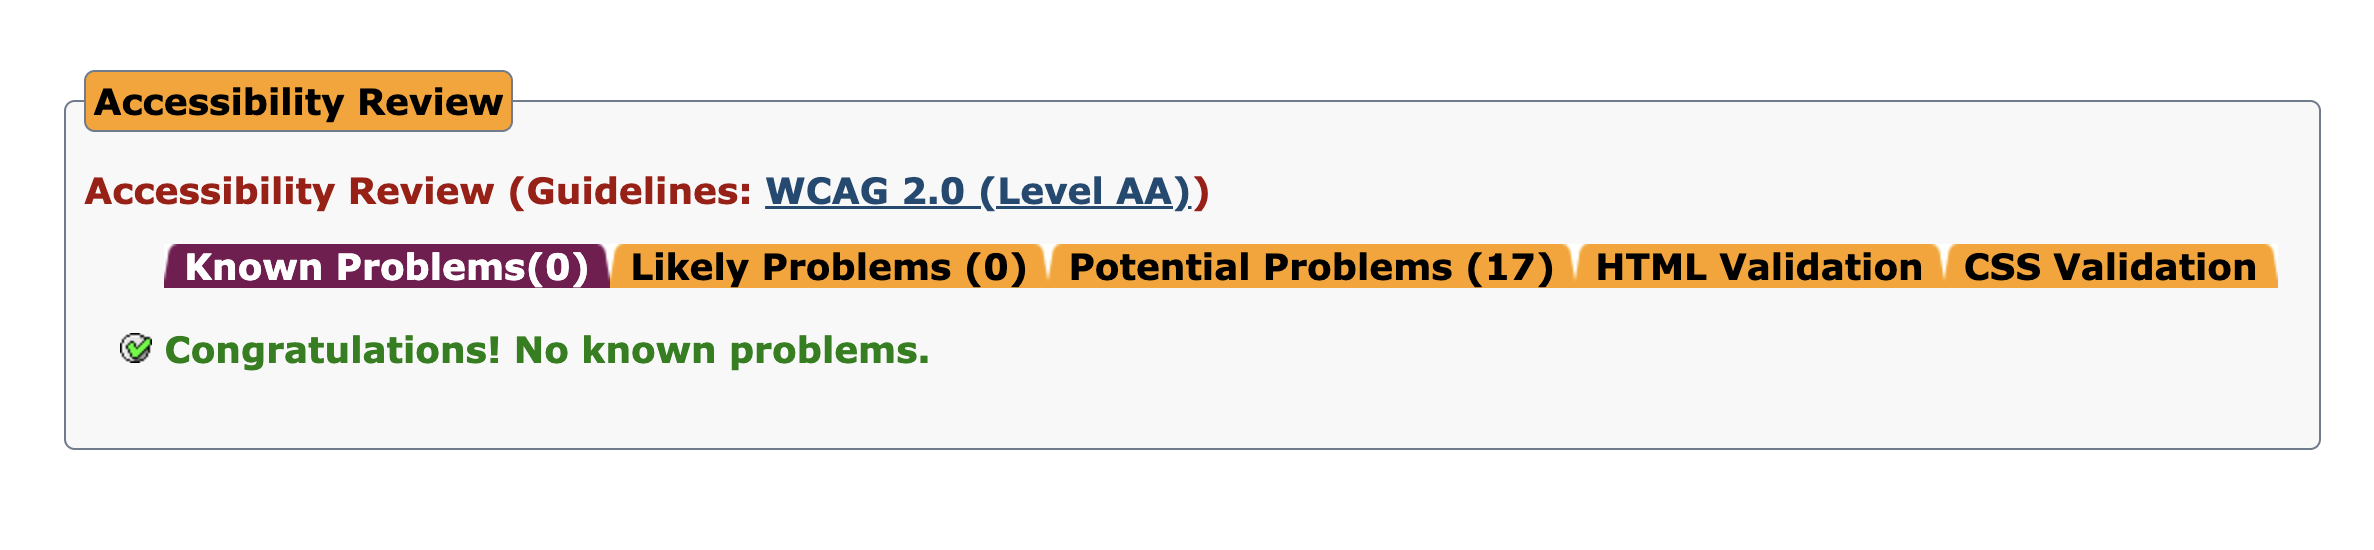 Accessibility Review
Accessibility Review (Guidelines: WCAG 2.0 (Level AA))
Known Problems(0) Likely Problems (0) Potential Problems (17) HTML Validation CSS Validation
Congratulations! No known problems.